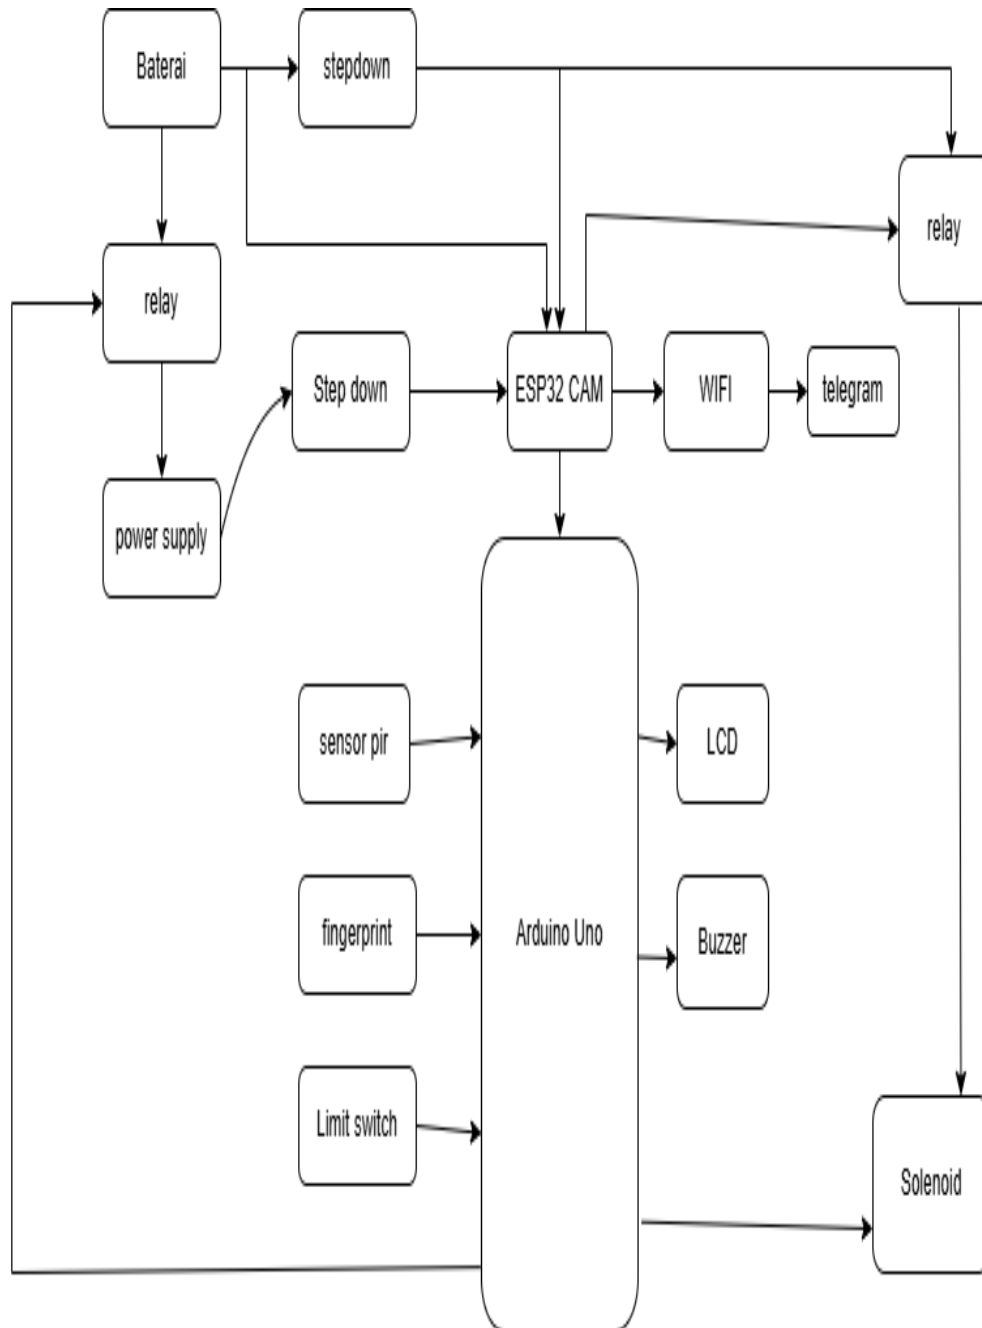 Baterai
stepdown
relay
relay
Step down
ESP32 CAM
WIFI
telegram
power supply
sensor pir
LCD
fingerprint
Arduino Uno
Buzzer
Limit switch
Solenoid